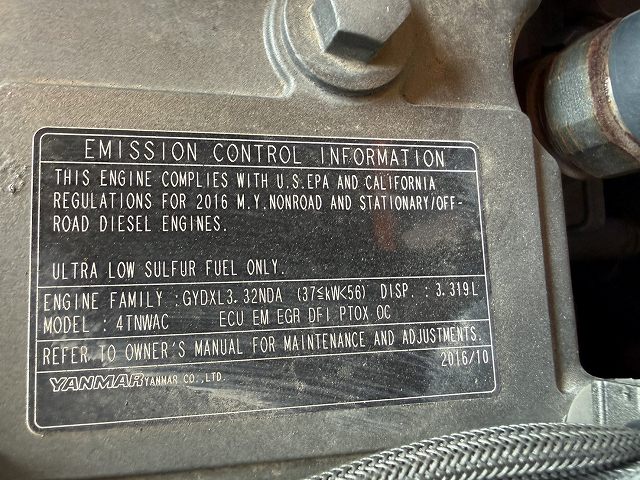 EMISSION CONTROL INFORMATION
THIS ENGINE COMPLIES WITH U.S.EPA AND CALIFORNIA
REGULATIONS FOR 2016 M.Y.NONROAD AND STATIONARY/OFF-
ROAD DIESEL ENGINES.
ULTRA LOW SULFUR FUEL ONLY.
ENGINE FAMILY :GYDXL3.32NDA (37≦kW<56) DISP. : 3.319L
MODEL : 4TNWAC ECU EM EGR DFI PTOX OC
REFER TO OWNER'S MANUAL FOR MAINTENANCE AND ADJUSTMENTS.
2016/10
YANMAR YANMAR CO.,LTD.